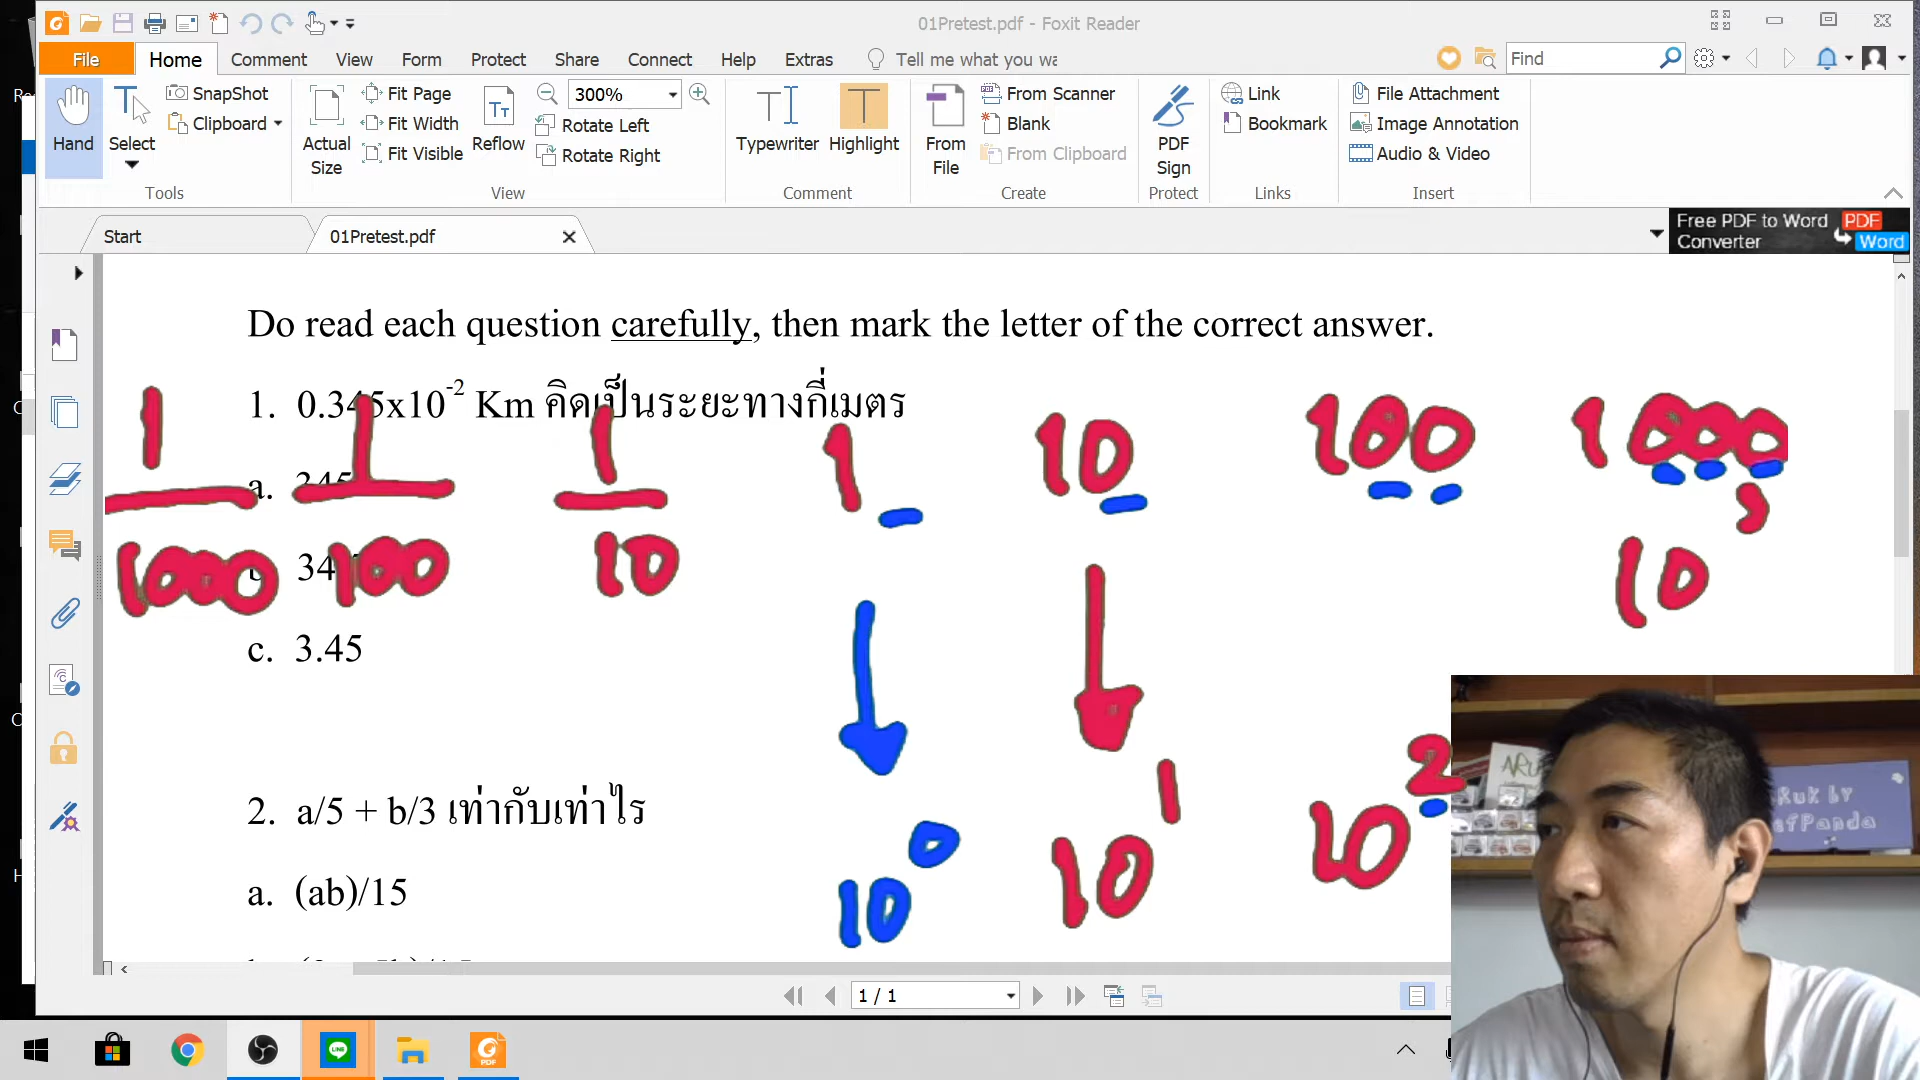 01Pretest.pdf - Foxit Reader
File Home Comment View Form Protect Share Connect Help Extras Tell me what you wa Find
Hand
Select
SnapShot
Clipboard
Tools
Actual Size
Fit Page
Fit Width
Fit Visible
Reflow
300%
Rotate Left
Rotate Right
View
Typewriter
Highlight
Comment
From File
From Scanner
Blank
From Clipboard
Create
PDF Sign
Protect
Link
Bookmark
Links
File Attachment
Image Annotation
Audio & Video
Insert
Start
01Pretest.pdf
Free PDF to Word
Converter
PDF
Word
Do read each question carefully, then mark the letter of the correct answer.
1. 0.345x10⁻² Km คิดเป็นระยะทางกี่เมตร
1 1 1 1 10 100 1000,
a.
1000 100 10 10
c. 3.45
2. a/5 + b/3 เท่ากับเท่าไร
10⁰ 10¹ 10²
a. (ab)/15
1 / 1
LINE
PDF